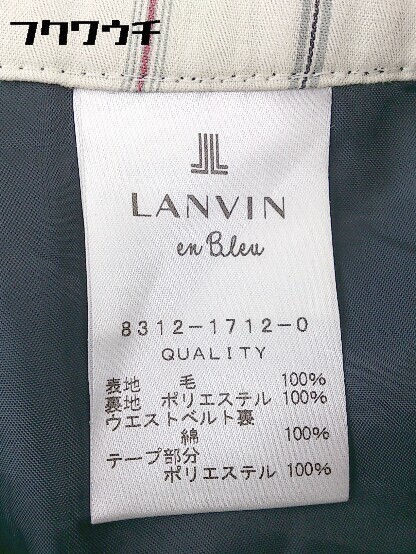 フクワウチ
LANVIN
en Bleu
8312-1712-0
QUALITY
表地 毛 100%
裏地 ポリエステル 100%
ウエストベルト裏
綿 100%
テープ部分
ポリエステル 100%